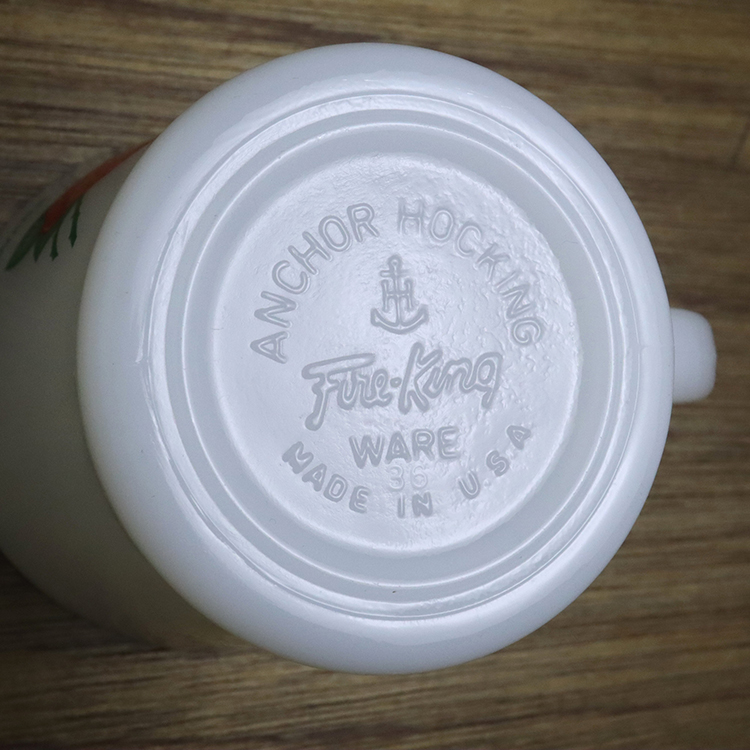 ANCHOR HOCKING
H
Fire-King
WARE
36
MADE IN U.S.A